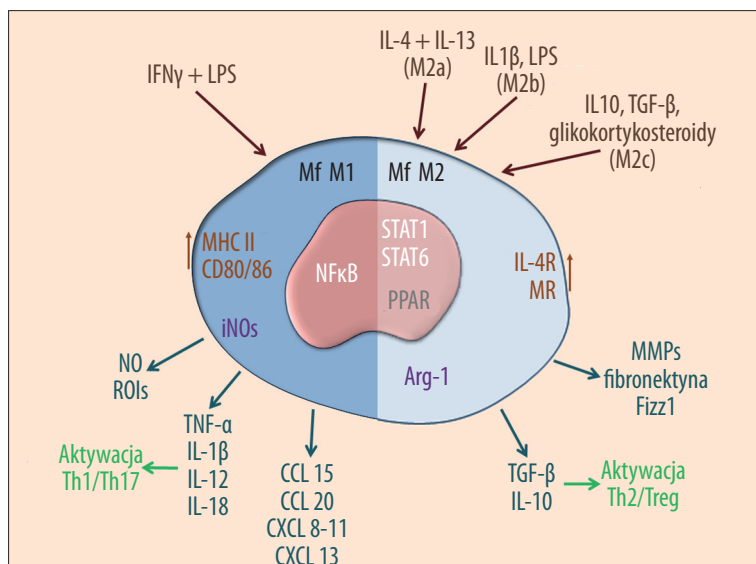 IL-4 + IL-13
(M2a)
IL1β, LPS
(M2b)
IFNγ + LPS
IL10, TGF-β,
glikokortykosteroidy
(M2c)
Mf M1
Mf M2
MHC II
CD80/86
NFκB
STAT1
STAT6
PPAR
IL-4R
MR
iNOs
Arg-1
NO
ROIs
MMPs
fibronektyna
Fizz1
TNF-α
IL-1β
IL-12
IL-18
Aktywacja
Th1/Th17
CCL 15
CCL 20
CXCL 8-11
CXCL 13
TGF-β
IL-10
Aktywacja
Th2/Treg